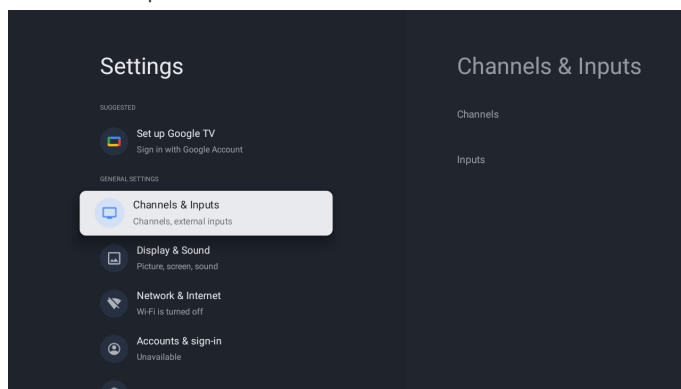 Settings
SUGGESTED
Set up Google TV
Sign in with Google Account
GENERAL SETTINGS
Channels & Inputs
Channels, external inputs
Display & Sound
Picture, screen, sound
Network & Internet
Wi-Fi is turned off
Accounts & sign-in
Unavailable
Channels & Inputs
Channels
Inputs